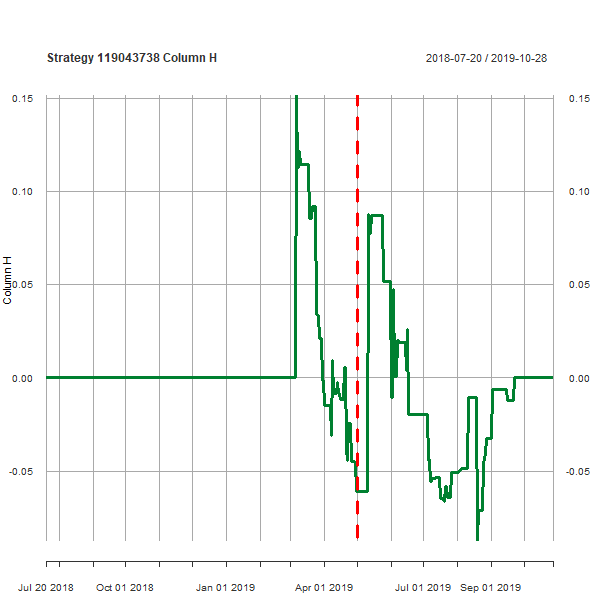 Strategy 119043738 Column H
2018-07-20 / 2019-10-28
0.15 0.15
0.10 0.10
0.05 0.05
Column H
0.00 0.00
-0.05 -0.05
Jul 20 2018 Oct 01 2018 Jan 01 2019 Apr 01 2019 Jul 01 2019 Sep 01 2019